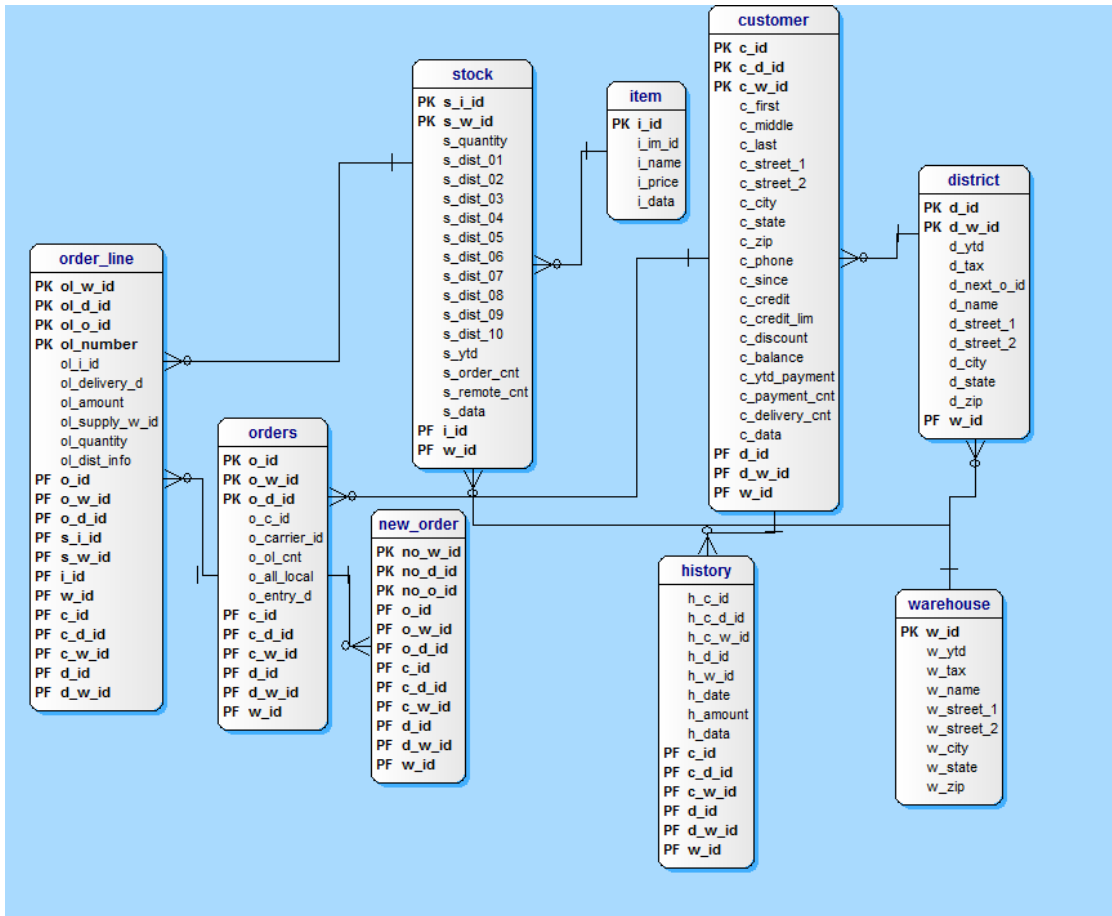 customer
PK c_id
PK c_d_id
PK c_w_id
c_first
c_middle
c_last
c_street_1
c_street_2
c_city
c_state
c_zip
c_phone
c_since
c_credit
c_credit_lim
c_discount
c_balance
c_ytd_payment
c_payment_cnt
c_delivery_cnt
c_data
PF d_id
PF d_w_id
PF w_id
stock
PK s_i_id
PK s_w_id
s_quantity
s_dist_01
s_dist_02
s_dist_03
s_dist_04
s_dist_05
s_dist_06
s_dist_07
s_dist_08
s_dist_09
s_dist_10
s_ytd
s_order_cnt
s_remote_cnt
s_data
PF i_id
PF w_id
item
PK i_id
i_im_id
i_name
i_price
i_data
district
PK d_id
PK d_w_id
d_ytd
d_tax
d_next_o_id
d_name
d_street_1
d_street_2
d_city
d_state
d_zip
PF w_id
order_line
PK ol_w_id
PK ol_d_id
PK ol_o_id
PK ol_number
ol_i_id
ol_delivery_d
ol_amount
ol_supply_w_id
ol_quantity
ol_dist_info
PF o_id
PF o_w_id
PF o_d_id
PF s_i_id
PF s_w_id
PF i_id
PF w_id
PF c_id
PF c_d_id
PF c_w_id
PF d_id
PF d_w_id
orders
PK o_id
PK o_w_id
PK o_d_id
o_c_id
o_carrier_id
o_ol_cnt
o_all_local
o_entry_d
PF c_id
PF c_d_id
PF c_w_id
PF d_id
PF d_w_id
PF w_id
new_order
PK no_w_id
PK no_d_id
PK no_o_id
PF o_id
PF o_w_id
PF o_d_id
PF c_id
PF c_d_id
PF c_w_id
PF d_id
PF d_w_id
PF w_id
history
h_c_id
h_c_d_id
h_c_w_id
h_d_id
h_w_id
h_date
h_amount
h_data
PF c_id
PF c_d_id
PF c_w_id
PF d_id
PF d_w_id
PF w_id
warehouse
PK w_id
w_ytd
w_tax
w_name
w_street_1
w_street_2
w_city
w_state
w_zip